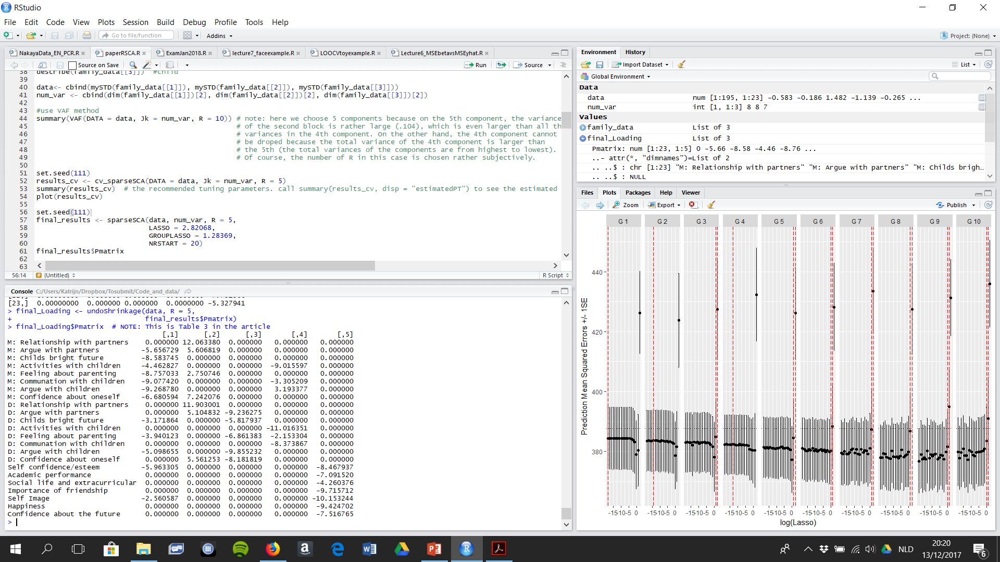 RStudio
File Edit Code View Plots Session Build Debug Profile Tools Help
Go to file/function Addins Project: (None)
NakayaData_EN_PCR.R paperRSCA.R ExamJan2018.R lecture7_faceexample.R LOOCVtoyexample.R Lecture6_MSEbetavsMSEyhat.R
Source on Save Run Source
38 describe(family_data[[3]]) #child
39
40 data<- cbind(mySTD(family_data[[1]]), mySTD(family_data[[2]]), mySTD(family_data[[3]]))
41 num_var <- cbind(dim(family_data[[1]])[2], dim(family_data[[2]])[2], dim(family_data[[3]])[2])
42
43 #use VAF method
44 summary(VAF(DATA = data, Jk = num_var, R = 10)) # note: here we choose 5 components because on the 5th component, the variance
45 # of the second block is rather large (.104), which is even larger than all th
46 # variances in the 4th component. On the other hand, the 4th component cannot
47 # be droped because the total variance of the 4th component is larger than
48 # the 5th (the total variances of the components are from highest to lowest).
49 # Of course, the number of R in this case is chosen rather subjectively.
50
51 set.seed(111)
52 results_cv <- cv_sparseSCA(DATA = data, Jk = num_var, R = 5)
53 summary(results_cv) # the recommended tuning parameters. call summary(results_cv, disp = "estimatedPT") to see the estimated
54 plot(results_cv)
55
56 set.seed(111)
57 final_results <- sparseSCA(data, num_var, R = 5,
58 LASSO = 2.82068,
59 GROUPLASSO = 1.28369,
60 NRSTART = 20)
61 final_results$Pmatrix
62
63
56:14 (Untitled) R Script
Console C:/Users/Katrijn/Dropbox/Tosubmit/Code_and_data/
[23,] 0.00000000 0.000000 0.000000 0.0000000 -5.327941
> final_Loading <- undoShrinkage(data, R = 5,
+ final_results$Pmatrix)
> final_Loading$Pmatrix # NOTE: This is Table 3 in the article
[,1] [,2] [,3] [,4] [,5]
M: Relationship with partners 0.000000 12.063380 0.000000 0.000000 0.000000
M: Argue with partners -5.656729 5.606819 0.000000 0.000000 0.000000
M: Childs bright future -8.583745 0.000000 0.000000 0.000000 0.000000
M: Activities with children -4.462827 0.000000 0.000000 -9.015597 0.000000
M: Feeling about parenting -8.757033 2.750746 0.000000 0.000000 0.000000
M: Communation with children -9.077420 0.000000 0.000000 -3.305209 0.000000
M: Argue with children -9.268780 0.000000 0.000000 3.193377 0.000000
M: Confidence about oneself -6.680594 7.242076 0.000000 0.000000 0.000000
D: Relationship with partners 0.000000 11.903001 0.000000 0.000000 0.000000
D: Argue with partners 0.000000 5.104832 -9.236275 0.000000 0.000000
D: Childs bright future -3.171864 0.000000 -5.817937 0.000000 0.000000
D: Activities with children 0.000000 0.000000 0.000000 -11.016351 0.000000
D: Feeling about parenting -3.940123 0.000000 -6.861383 -2.153304 0.000000
D: Communation with children 0.000000 0.000000 0.000000 -8.373867 0.000000
D: Argue with children -5.098655 0.000000 -9.855232 0.000000 0.000000
D: Confidence about oneself 0.000000 5.561253 -8.181819 0.000000 0.000000
Self confidence/esteem -5.963305 0.000000 0.000000 0.000000 -8.467937
Academic performance 0.000000 0.000000 0.000000 0.000000 -7.091520
Social life and extracurricular 0.000000 0.000000 0.000000 0.000000 -4.260376
Importance of friendship 0.000000 0.000000 0.000000 0.000000 -9.715712
Self Image -2.560587 0.000000 0.000000 0.000000 -10.153244
Happiness 0.000000 0.000000 0.000000 0.000000 -9.424702
Confidence about the future 0.000000 0.000000 0.000000 0.000000 -7.516765
>
Environment History
Import Dataset List
Global Environment
Data
data num [1:195, 1:23] -0.583 -0.186 1.482 -1.139 -0.265 ...
num_var int [1, 1:3] 8 8 7
Values
family_data List of 3
final_Loading List of 3
Pmatrix: num [1:23, 1:5] 0 -5.66 -8.58 -4.46 -8.76 ...
..- attr(*, "dimnames")=List of 2
.. ..$ : chr [1:23] "M: Relationship with partners" "M: Argue with partners" "M: Childs brigh...
.. ..$ : NULL
Files Plots Packages Help Viewer
Zoom Export Publish
G 1 G 2 G 3 G 4 G 5 G 6 G 7 G 8 G 9 G 10
Prediction Mean Squared Errors +/- 1SE
440
420
400
380
-15-10-5 0 -15-10-5 0 -15-10-5 0 -15-10-5 0 -15-10-5 0 -15-10-5 0 -15-10-5 0 -15-10-5 0 -15-10-5 0 -15-10-5 0
log(Lasso)
NLD
20:20
13/12/2017
6